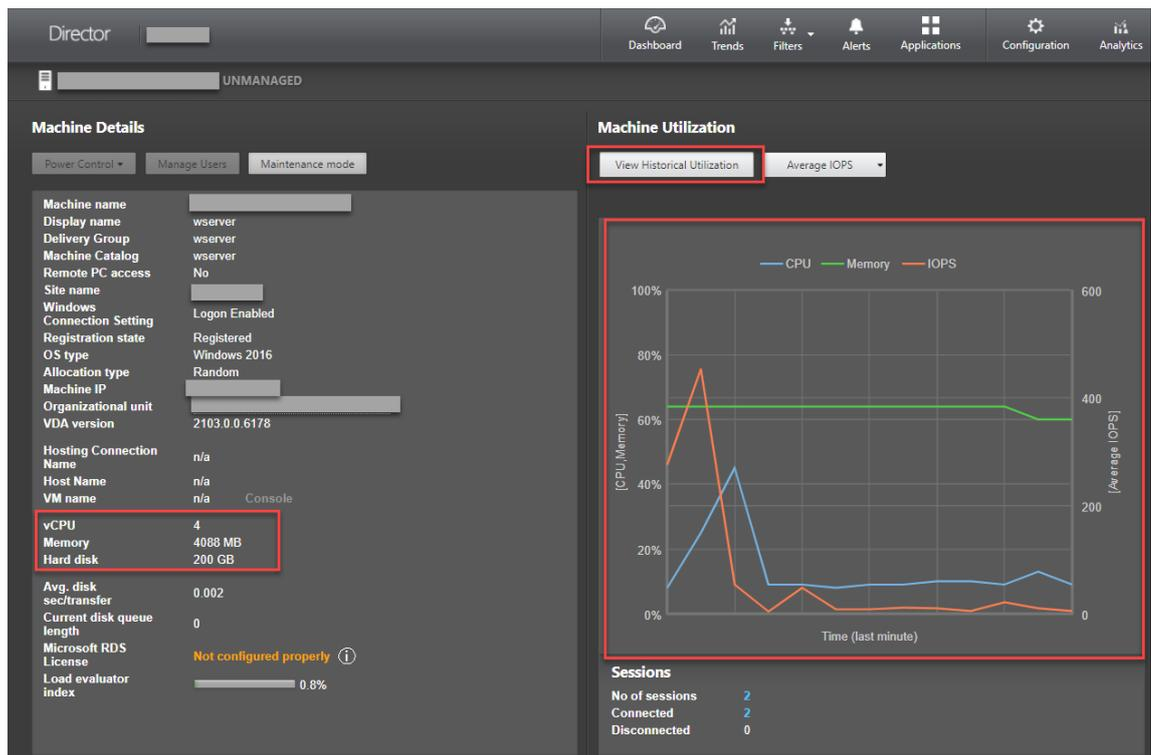 Director
Dashboard
Trends
Filters
Alerts
Applications
Configuration
Analytics
UNMANAGED
Machine Details
Power Control
Manage Users
Maintenance mode
Machine name
Display name wserver
Delivery Group wserver
Machine Catalog wserver
Remote PC access No
Site name
Windows
Connection Setting Logon Enabled
Registration state Registered
OS type Windows 2016
Allocation type Random
Machine IP
Organizational unit
VDA version 2103.0.0.6178
Hosting Connection
Name n/a
Host Name n/a
VM name n/a Console
vCPU 4
Memory 4088 MB
Hard disk 200 GB
Avg. disk
sec/transfer 0.002
Current disk queue
length 0
Microsoft RDS
License Not configured properly i
Load evaluator
index 0.8%
Machine Utilization
View Historical Utilization
Average IOPS
CPU Memory IOPS
100%
80%
60%
40%
20%
0%
[CPU,Memory]
600
400
200
0
[Average IOPS]
Time (last minute)
Sessions
No of sessions 2
Connected 2
Disconnected 0